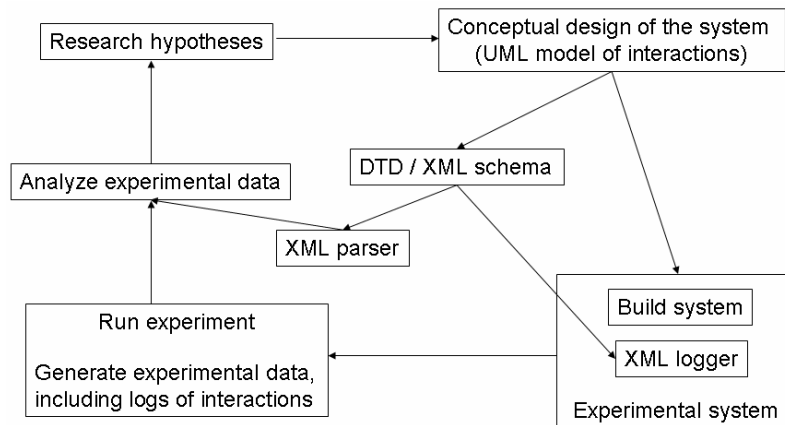 Research hypotheses
Conceptual design of the system
(UML model of interactions)
DTD / XML schema
Analyze experimental data
XML parser
Build system
Run experiment
XML logger
Generate experimental data,
including logs of interactions
Experimental system